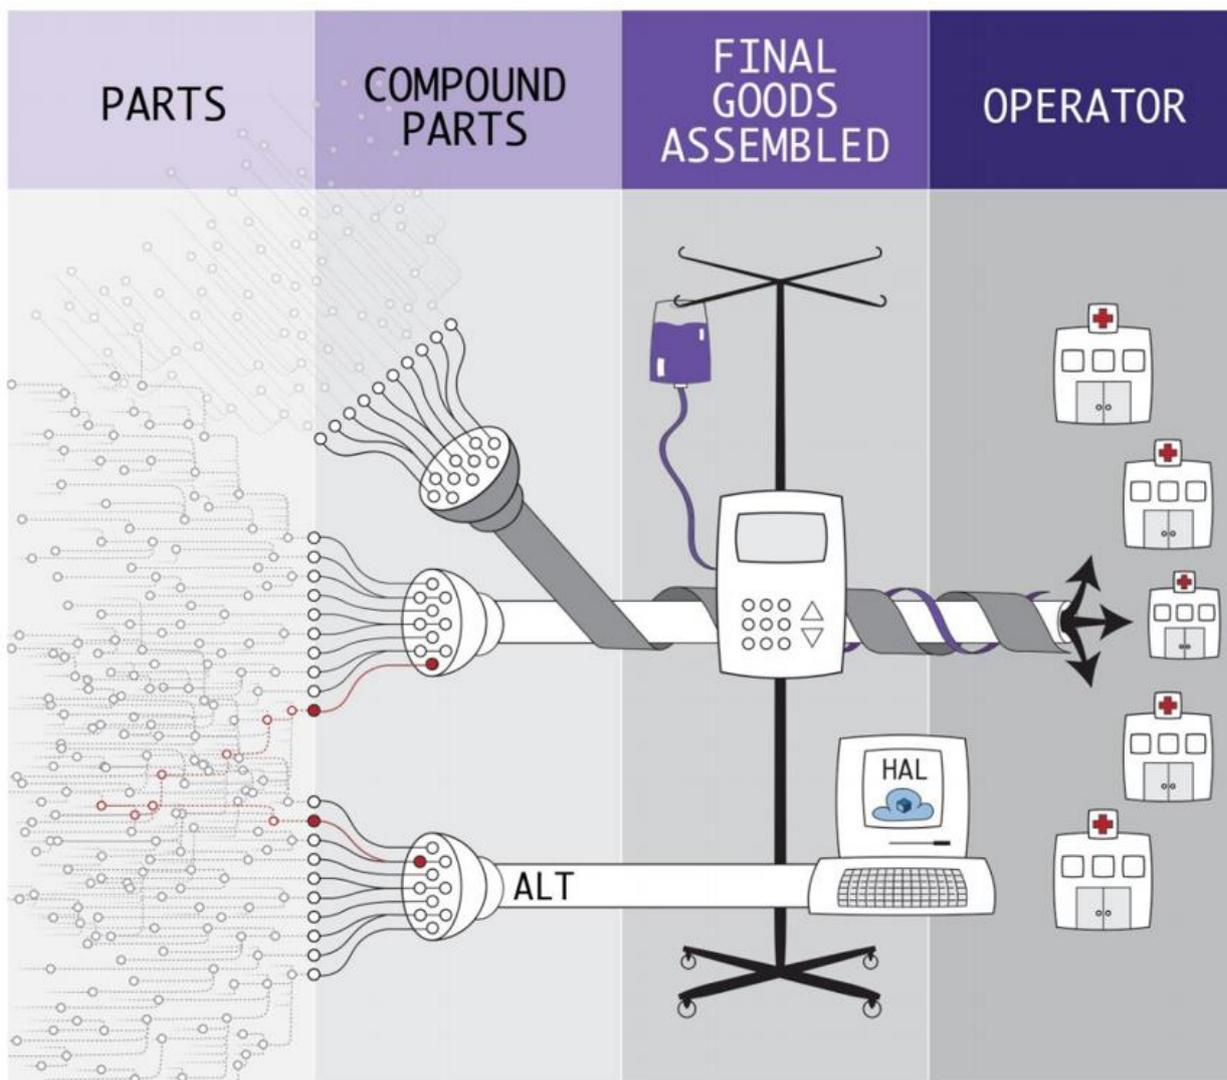 PARTS
COMPOUND
PARTS
FINAL
GOODS
ASSEMBLED
OPERATOR
HAL
ALT